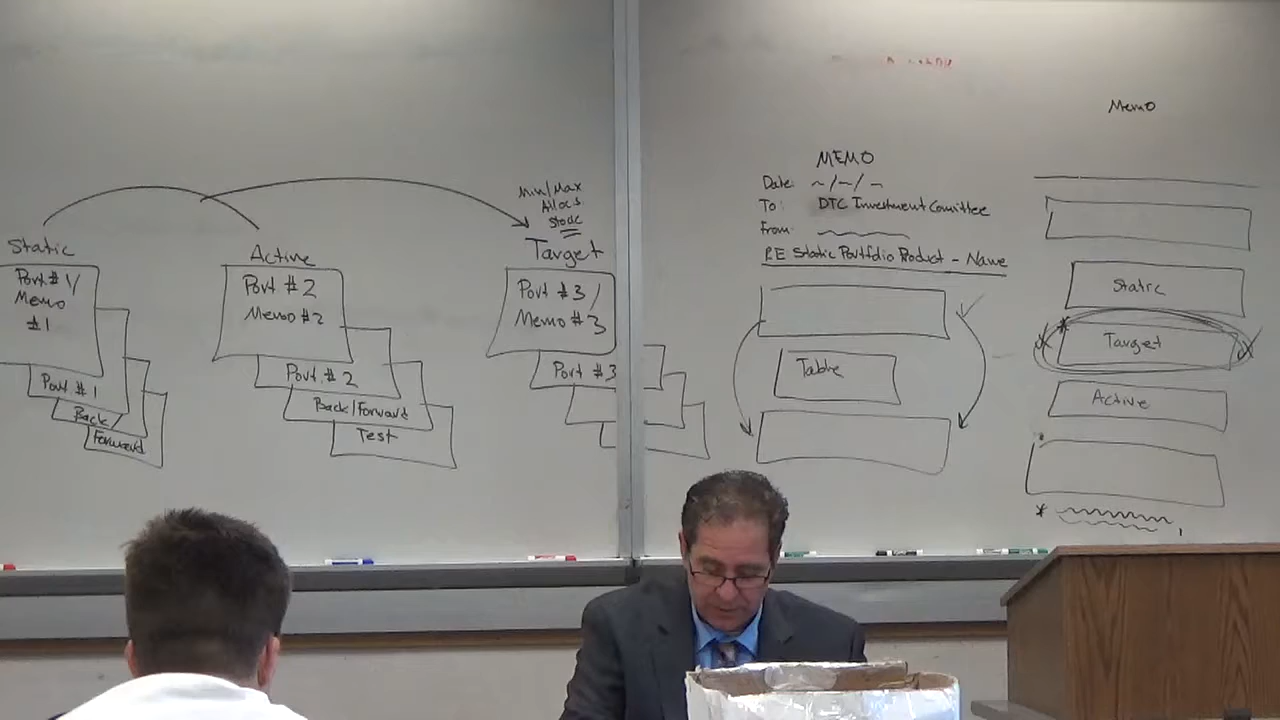 Static
Port #1/
Memo
#1
Port #1
Back/
Forward
Active
Port #2
Memo #2
Port #2
Back/Forward
Test
Min/Max
Allocs
Target
Port #3/
Memo #3
Port #3
MEMO
Date: ~/~/~
To: DTC Investment Comittee
From:
RE: Static Portfolio Product - Name
Table
Memo
Static
* Target
Active
*